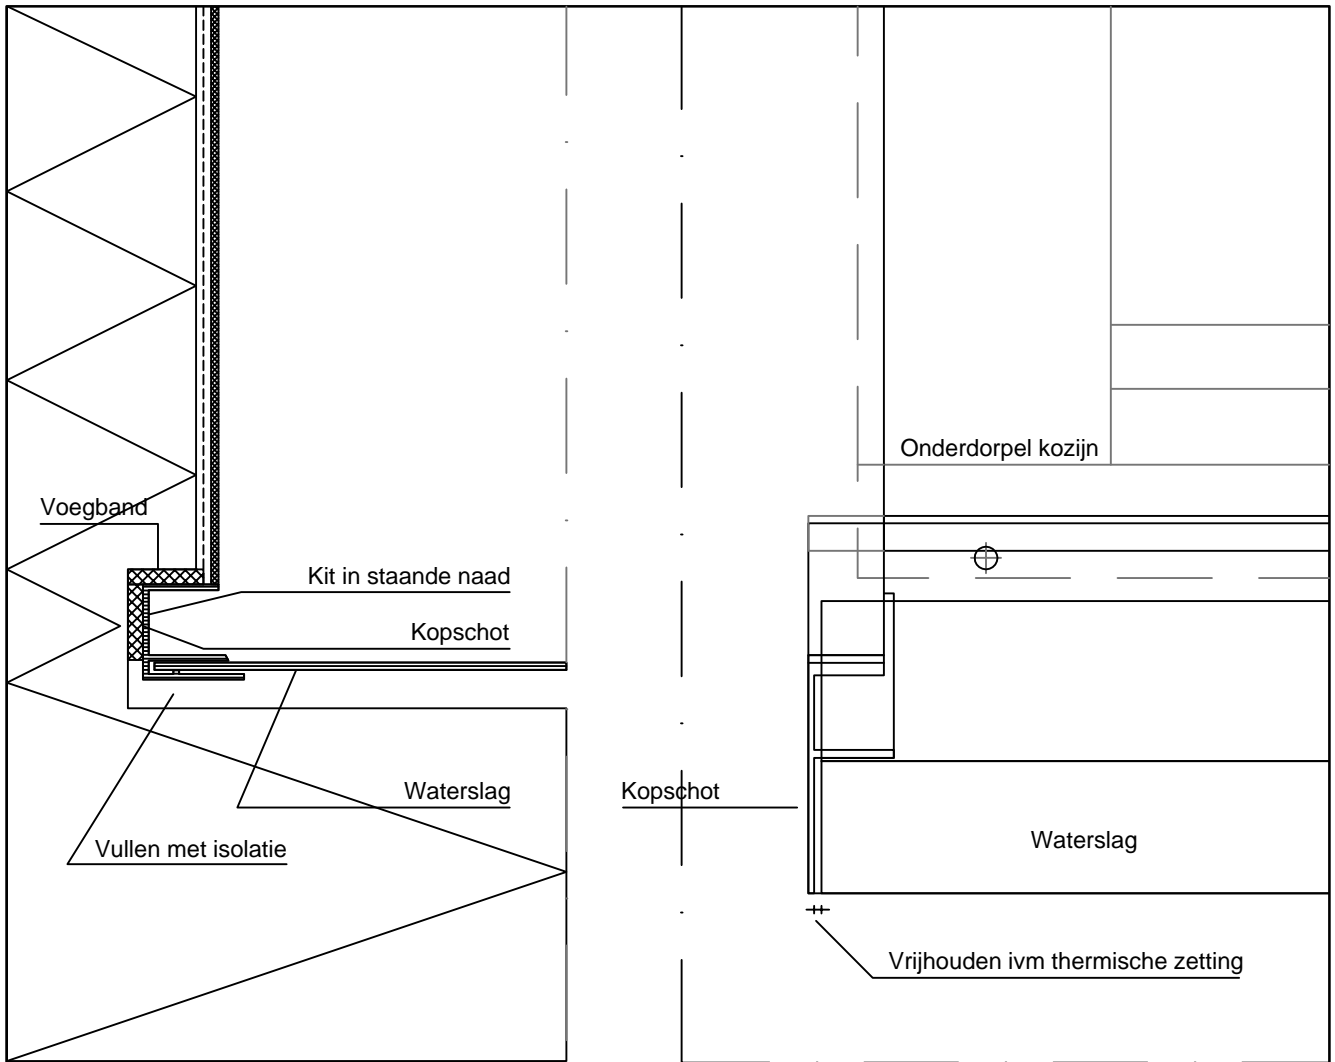 Onderdorpel kozijn
Voegband
Kit in staande naad
Kopschot
Waterslag
Kopschot
Vullen met isolatie
Waterslag
Vrijhouden ivm thermische zetting